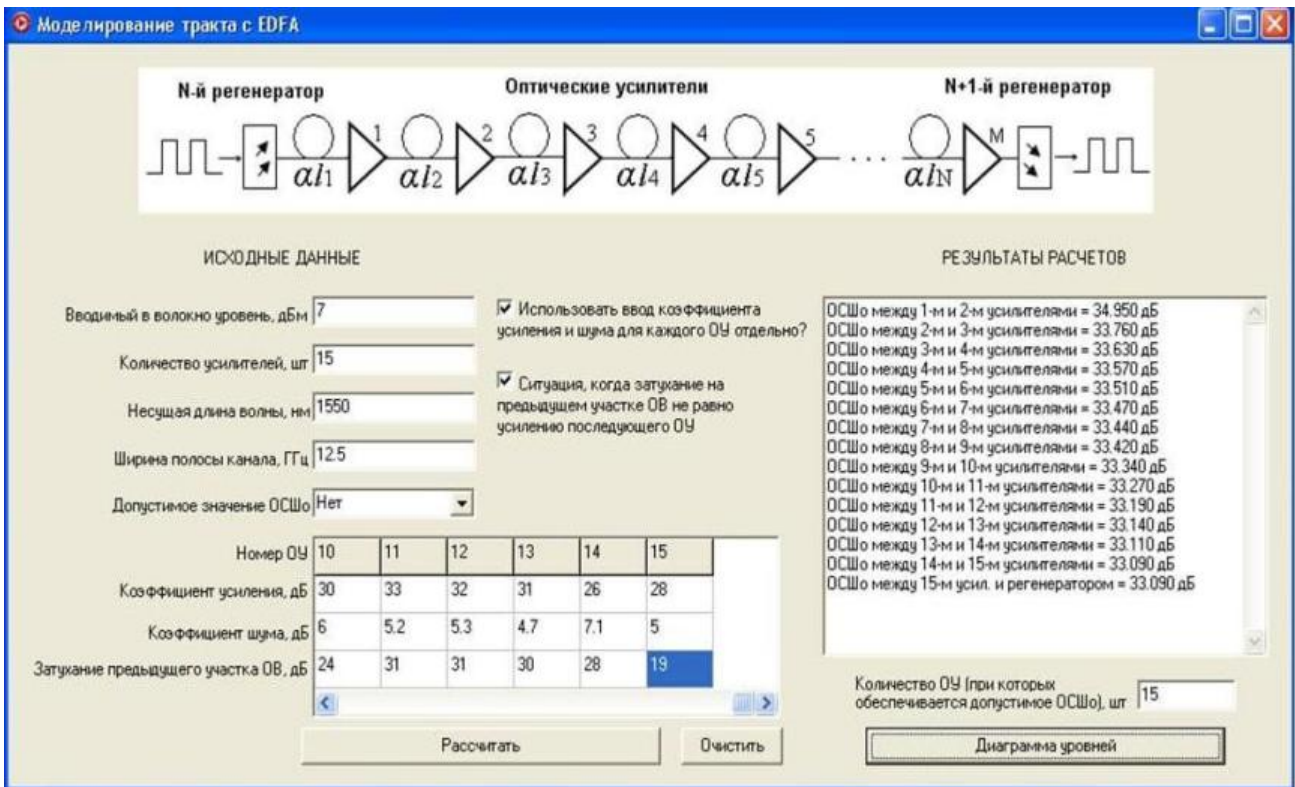 Моделирование тракта с EDFA
N-й регенератор
Оптические усилители
N+1-й регенератор
1 2 3 4 5 M
αl1 αl2 αl3 αl4 αl5 ... αlN
ИСХОДНЫЕ ДАННЫЕ
Вводимый в волокно уровень, дБм 7
Количество усилителей, шт 15
Несущая длина волны, нм 1550
Ширина полосы канала, ГГц 12.5
Допустимое значение ОСШо Нет
Использовать ввод коэффициента
усиления и шума для каждого ОУ отдельно?
Ситуация, когда затухание на
предыдущем участке ОВ не равно
усилению последующего ОУ
Номер ОУ 10 11 12 13 14 15
Коэффициент усиления, дБ 30 33 32 31 26 28
Коэффициент шума, дБ 6 5.2 5.3 4.7 7.1 5
Затухание предыдущего участка ОВ, дБ 24 31 31 30 28 19
Рассчитать
Очистить
РЕЗУЛЬТАТЫ РАСЧЕТОВ
ОСШо между 1-м и 2-м усилителями = 34.950 дБ
ОСШо между 2-м и 3-м усилителями = 33.760 дБ
ОСШо между 3-м и 4-м усилителями = 33.630 дБ
ОСШо между 4-м и 5-м усилителями = 33.570 дБ
ОСШо между 5-м и 6-м усилителями = 33.510 дБ
ОСШо между 6-м и 7-м усилителями = 33.470 дБ
ОСШо между 7-м и 8-м усилителями = 33.440 дБ
ОСШо между 8-м и 9-м усилителями = 33.420 дБ
ОСШо между 9-м и 10-м усилителями = 33.340 дБ
ОСШо между 10-м и 11-м усилителями = 33.270 дБ
ОСШо между 11-м и 12-м усилителями = 33.190 дБ
ОСШо между 12-м и 13-м усилителями = 33.140 дБ
ОСШо между 13-м и 14-м усилителями = 33.110 дБ
ОСШо между 14-м и 15-м усилителями = 33.090 дБ
ОСШо между 15-м усил. и регенератором = 33.090 дБ
Количество ОУ (при которых
обеспечивается допустимое ОСШо), шт 15
Диаграмма уровней